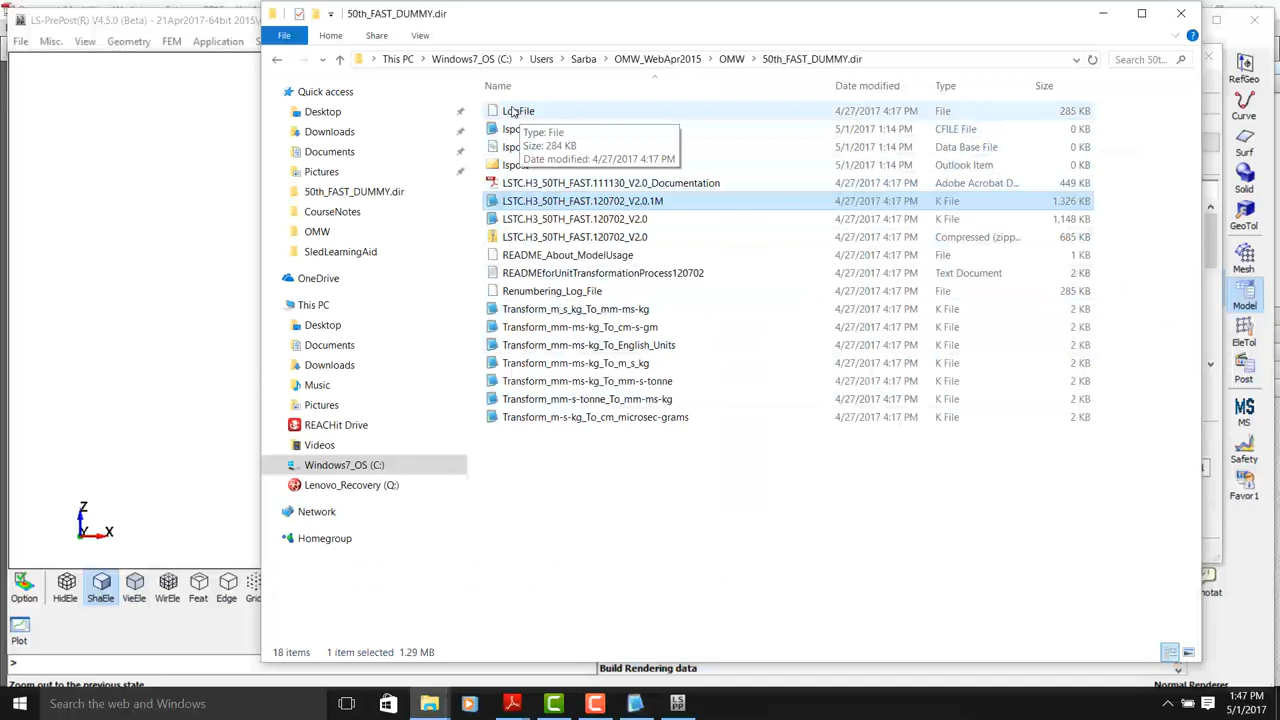 LS-PrePost(R) V4.5.0 (Beta) - 21Apr2017-64bit 2015\
50th_FAST_DUMMY.dir
File Misc. View Geometry FEM Application
File Home Share View
This PC Windows7_OS (C:) Users Sarba OMW_WebApr2015 OMW 50th_FAST_DUMMY.dir
Search 50t...
Name Date modified Type Size
Quick access
Desktop
Downloads
Documents
Pictures
50th_FAST_DUMMY.dir
CourseNotes
OMW
SledLearningAid
OneDrive
This PC
Desktop
Documents
Downloads
Music
Pictures
REACHit Drive
Videos
Windows7_OS (C:)
Lenovo_Recovery (Q:)
Network
Homegroup
File 4/27/2017 4:17 PM File 285 KB
lspo 5/1/2017 1:14 PM CFILE File 0 KB
lspo 5/1/2017 1:14 PM Data Base File 0 KB
lspo 5/1/2017 1:14 PM Outlook Item 0 KB
Type: File
Size: 284 KB
Date modified: 4/27/2017 4:17 PM
LSTC.H3_50TH_FAST.111130_V2.0_Documentation 4/27/2017 4:17 PM Adobe Acrobat D... 449 KB
LSTC.H3_50TH_FAST.120702_V2.0.1M 4/27/2017 4:17 PM K File 1,326 KB
LSTC.H3_50TH_FAST.120702_V2.0 4/27/2017 4:17 PM K File 1,148 KB
LSTC.H3_50TH_FAST.120702_V2.0 4/27/2017 4:17 PM Compressed (zipp... 685 KB
README_About_ModelUsage 4/27/2017 4:17 PM File 1 KB
READMEforUnitTransformationProcess120702 4/27/2017 4:17 PM Text Document 2 KB
Renumbering_Log_File 4/27/2017 4:17 PM File 285 KB
Transform_m_s_kg_To_mm-ms-kg 4/27/2017 4:17 PM K File 2 KB
Transform_mm-ms-kg_To_cm-s-gm 4/27/2017 4:17 PM K File 2 KB
Transform_mm-ms-kg_To_English_Units 4/27/2017 4:17 PM K File 2 KB
Transform_mm-ms-kg_To_m_s_kg 4/27/2017 4:17 PM K File 2 KB
Transform_mm-ms-kg_To_mm-s-tonne 4/27/2017 4:17 PM K File 2 KB
Transform_mm-s-tonne_To_mm-ms-kg 4/27/2017 4:17 PM K File 2 KB
Transform_m-s-kg_To_cm_microsec-grams 4/27/2017 4:17 PM K File 2 KB
RefGeo
Curve
Surf
Solid
GeoTol
Mesh
Model
EleTol
Post
MS
Safety
Favor1
notat
Z
Y X
Option HidEle ShaEle VieEle WirEle Feat Edge Gri
Plot
18 items 1 item selected 1.29 MB
>
Build Rendering data
Zoom out to the previous state
Normal Renderer
Search the web and Windows
LS
PP
1:47 PM
5/1/2017